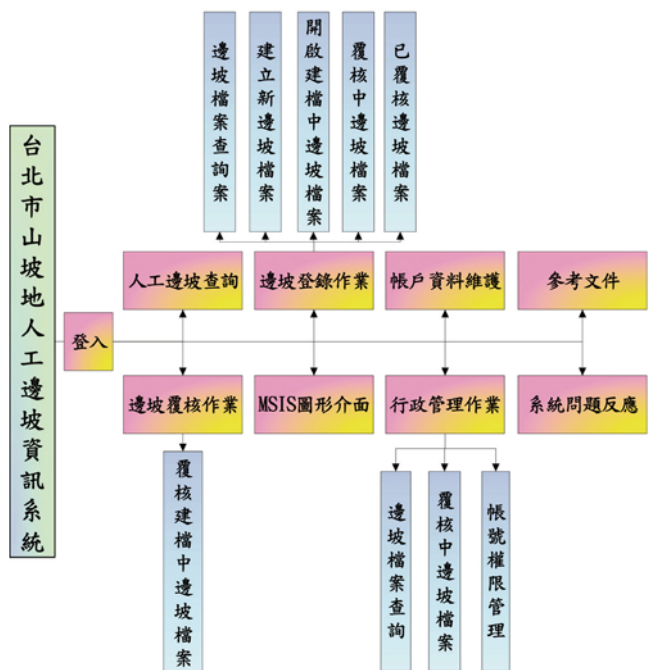 邊坡檔案查詢檔案
建立新邊坡檔案
開啟建檔中邊坡檔案
覆核中邊坡檔案
已覆核邊坡檔案
台北市山坡地人工邊坡資訊系統
登入
人工邊坡查詢
邊坡登錄作業
帳戶資料維護
參考文件
邊坡覆核作業
MSIS圖形介面
行政管理作業
系統問題反應
覆核建檔中邊坡檔案
邊坡檔案查詢
覆核中邊坡檔案
帳號權限管理